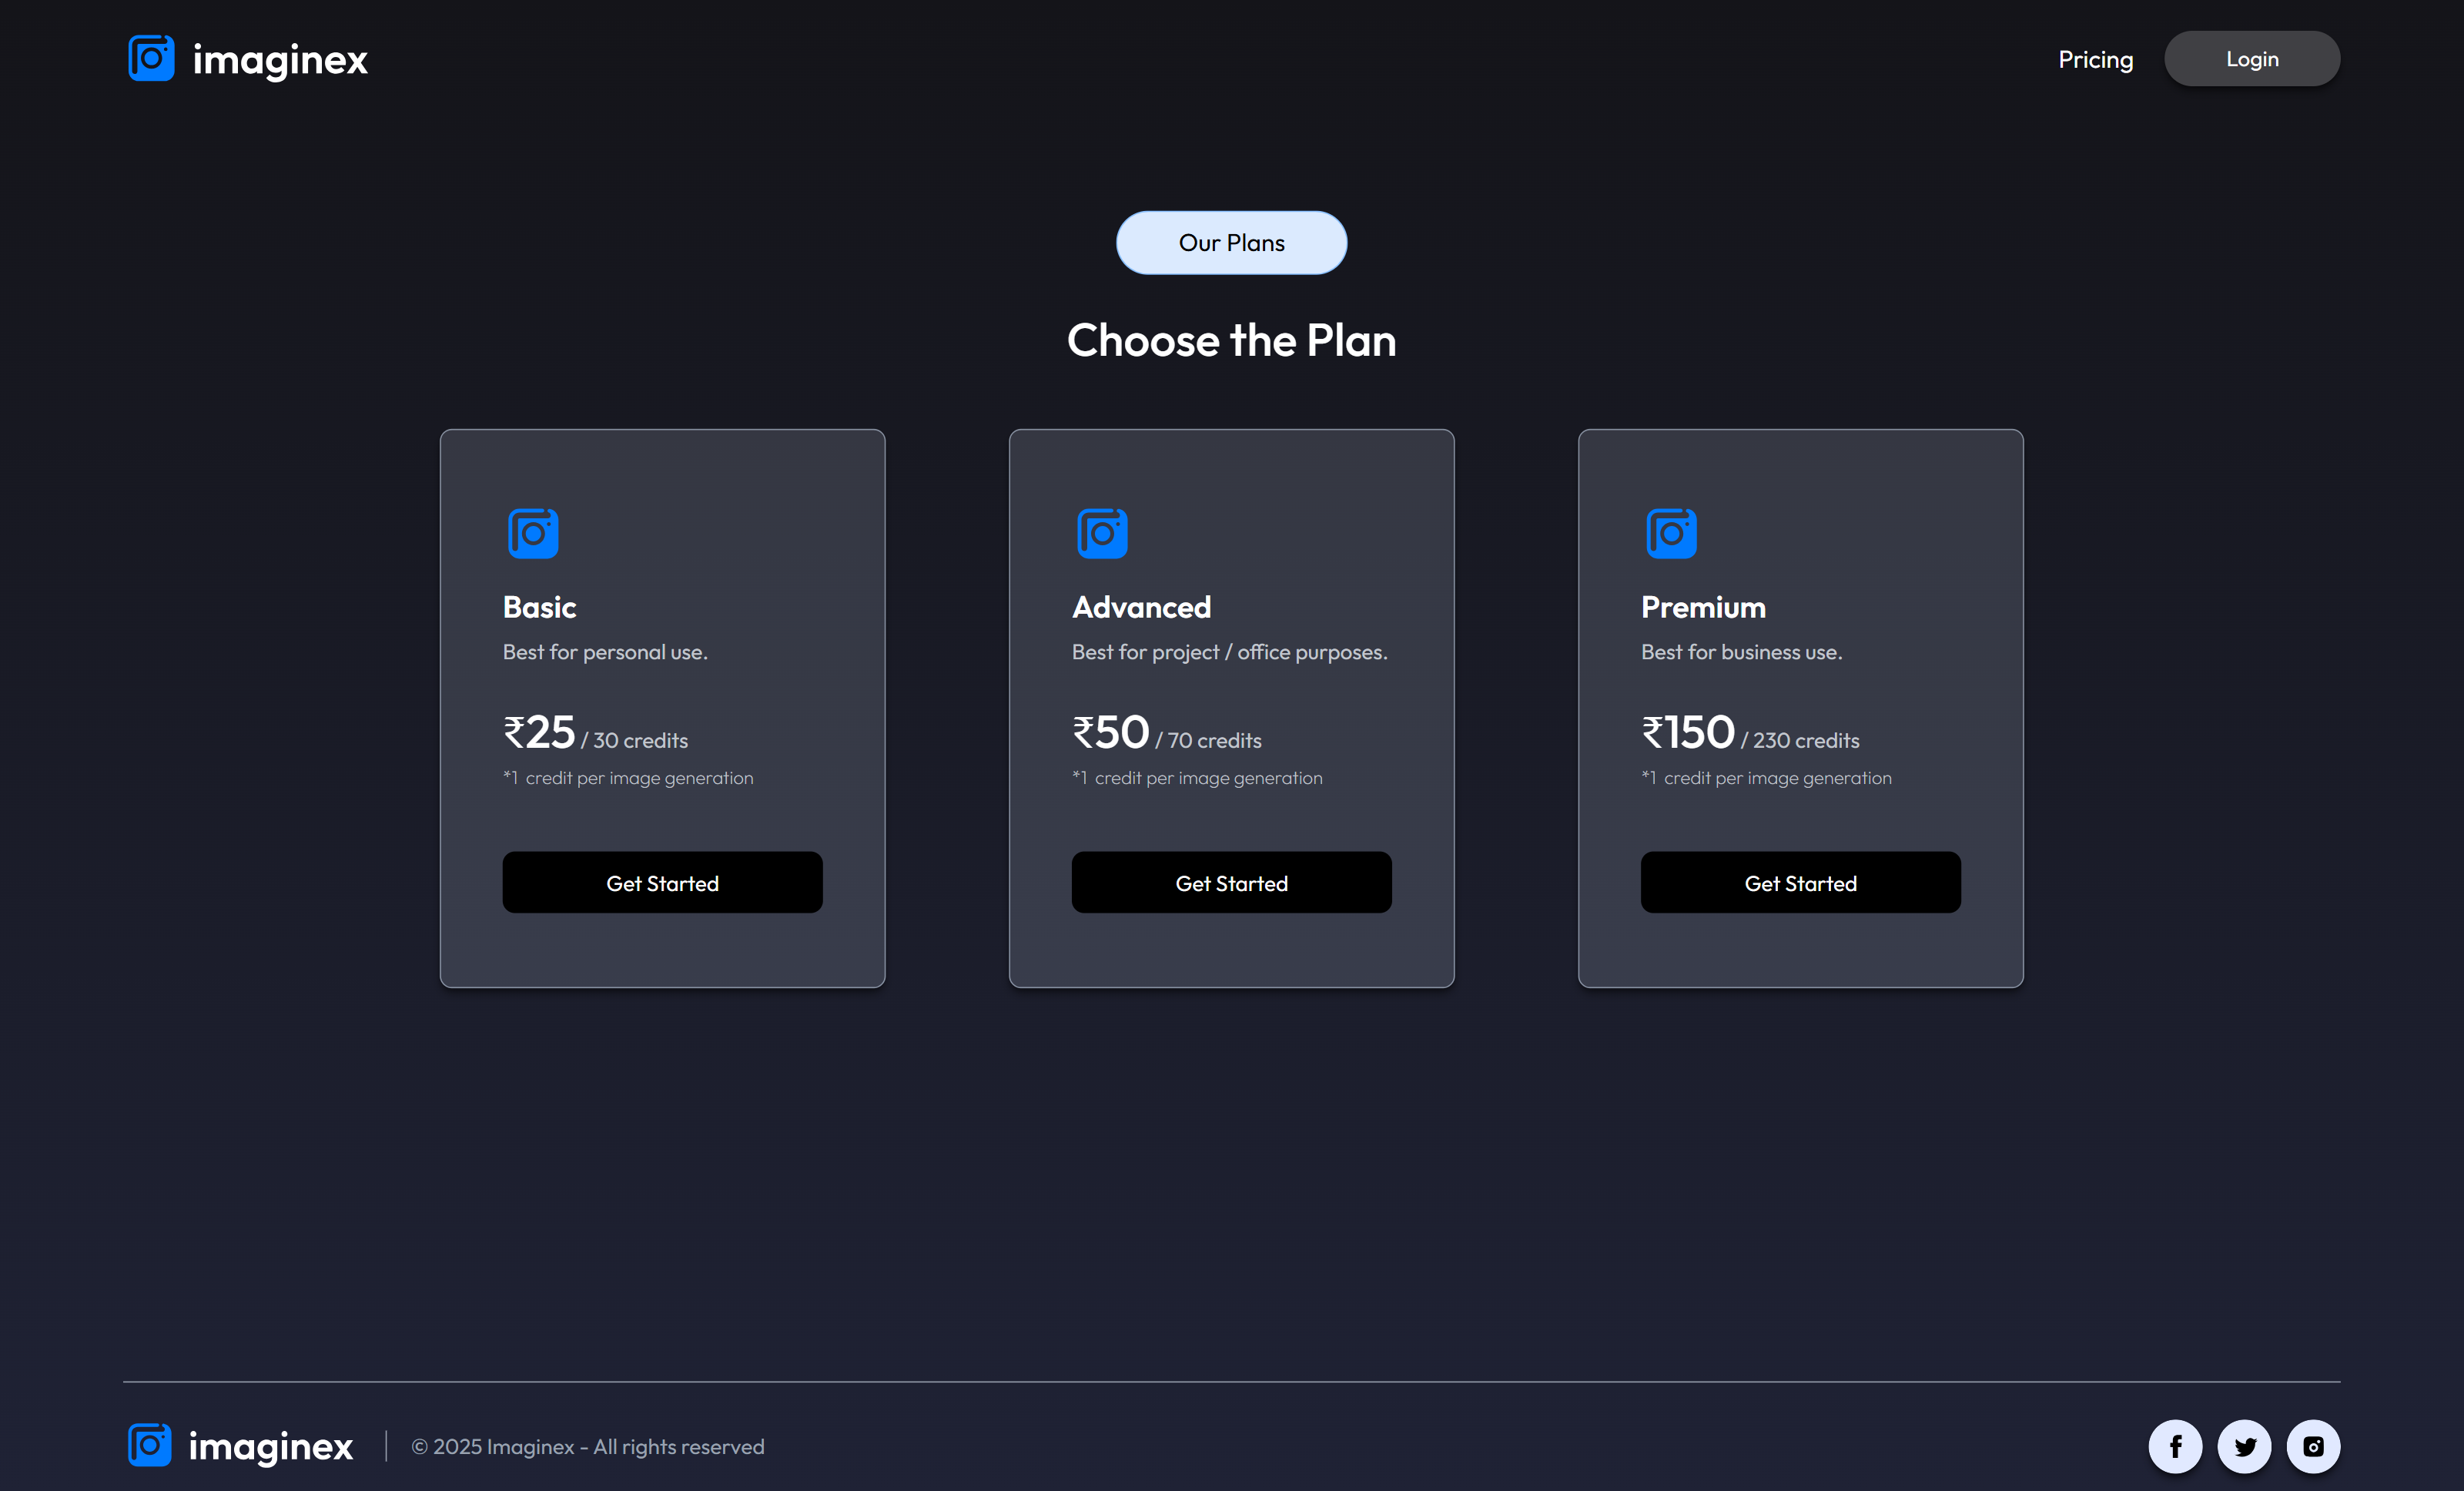 imaginex
Pricing
Login
Our Plans
Choose the Plan
Basic
Best for personal use.
₹25 / 30 credits
*1 credit per image generation
Get Started
Advanced
Best for project / office purposes.
₹50 / 70 credits
*1 credit per image generation
Get Started
Premium
Best for business use.
₹150 / 230 credits
*1 credit per image generation
Get Started
imaginex
© 2025 Imaginex - All rights reserved